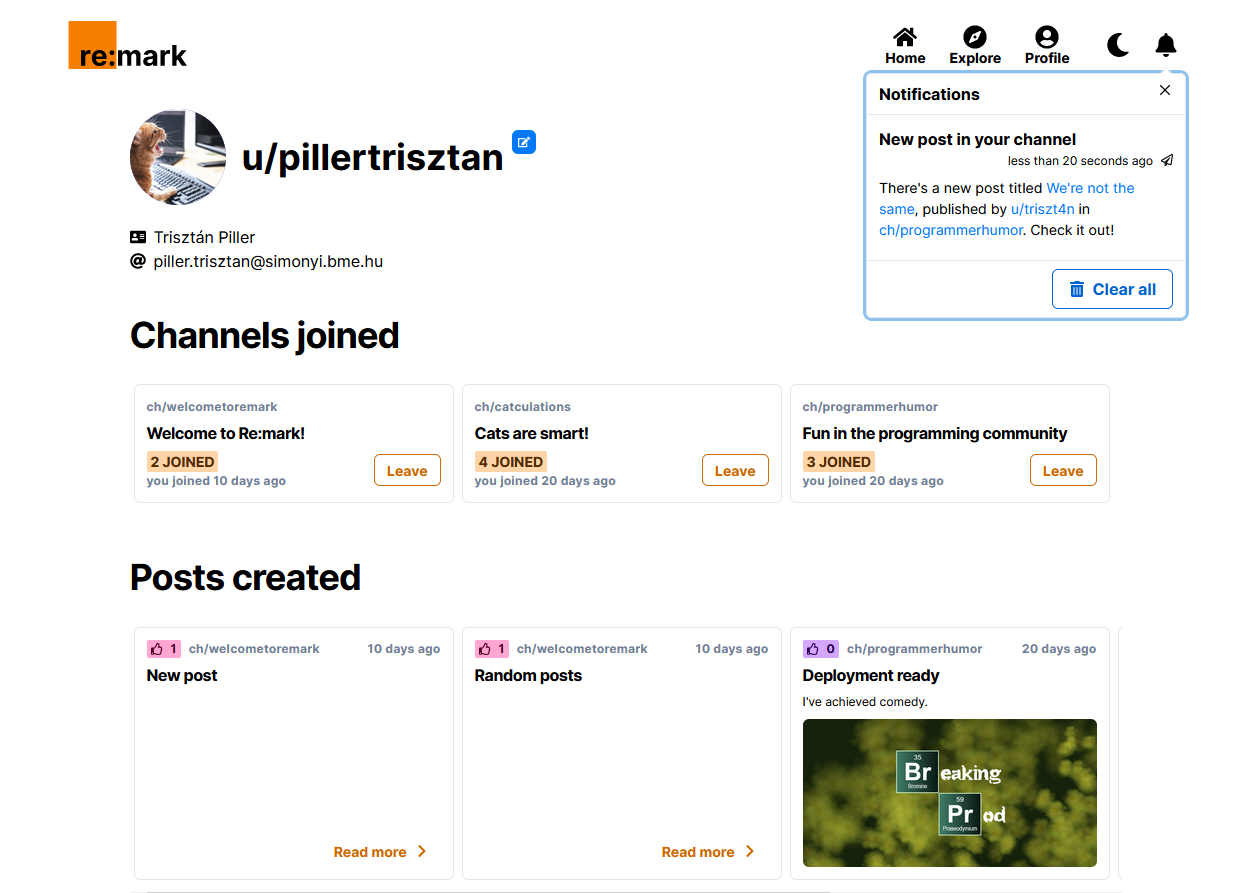 re:mark
Home Explore Profile
Notifications
New post in your channel
less than 20 seconds ago
There's a new post titled We're not the
same, published by u/triszt4n in
ch/programmerhumor. Check it out!
Clear all
u/pillertrisztan
Trisztán Piller
piller.trisztan@simonyi.bme.hu
Channels joined
ch/welcometoremark
Welcome to Re:mark!
2 JOINED
you joined 10 days ago
Leave
ch/catculations
Cats are smart!
4 JOINED
you joined 20 days ago
Leave
ch/programmerhumor
Fun in the programming community
3 JOINED
you joined 20 days ago
Leave
Posts created
1 ch/welcometoremark 10 days ago
New post
Read more
1 ch/welcometoremark 10 days ago
Random posts
Read more
0 ch/programmerhumor 20 days ago
Deployment ready
I've achieved comedy.
35
Breaking
Bromine
59
Prod
Praseodymium